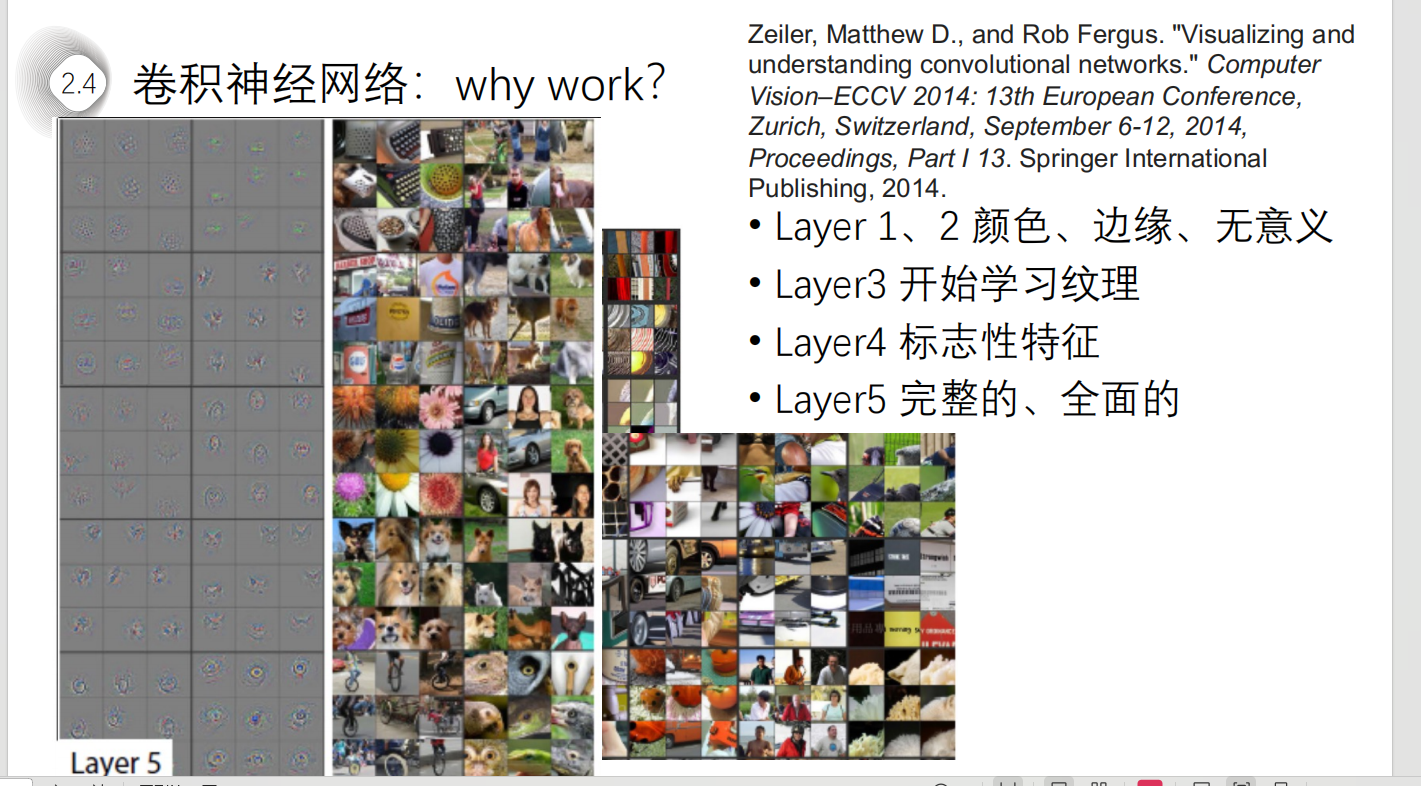 2.4
卷积神经网络：why work？
Zeiler, Matthew D., and Rob Fergus. "Visualizing and
understanding convolutional networks." Computer
Vision–ECCV 2014: 13th European Conference,
Zurich, Switzerland, September 6-12, 2014,
Proceedings, Part I 13. Springer International
Publishing, 2014.
• Layer 1、2 颜色、边缘、无意义
• Layer3 开始学习纹理
• Layer4 标志性特征
• Layer5 完整的、全面的
Layer 5